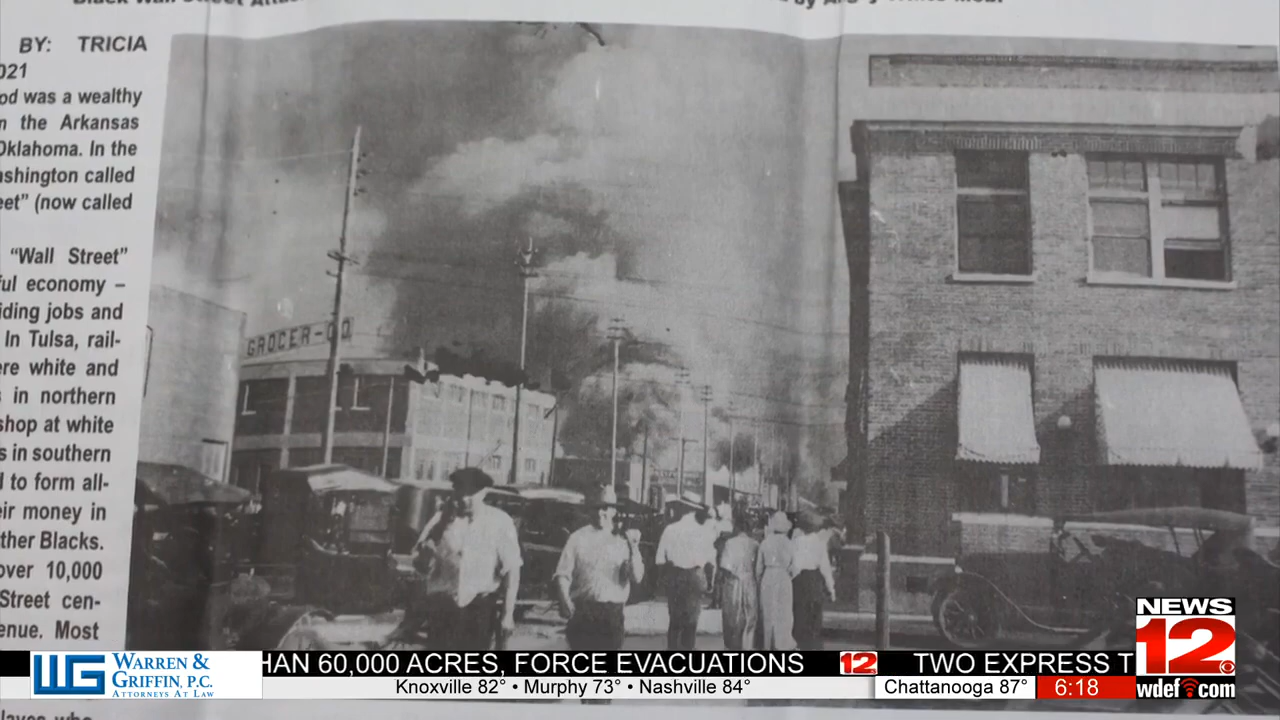 Black Wall Street
BY: TRICIA
021
od was a wealthy
n the Arkansas
Oklahoma. In the
ashington called
eet” (now called
“Wall Street”
ful economy –
iding jobs and
In Tulsa, rail-
ere white and
s in northern
shop at white
s in southern
d to form all-
eir money in
ther Blacks.
over 10,000
Street cen-
enue. Most
GROCER-CO.
NEWS
12
wdef.com
WARREN &
GRIFFIN, P.C.
ATTORNEYS AT LAW
HAN 60,000 ACRES, FORCE EVACUATIONS 12 TWO EXPRESS T
Knoxville 82° • Murphy 73° • Nashville 84°
Chattanooga 87° 6:18